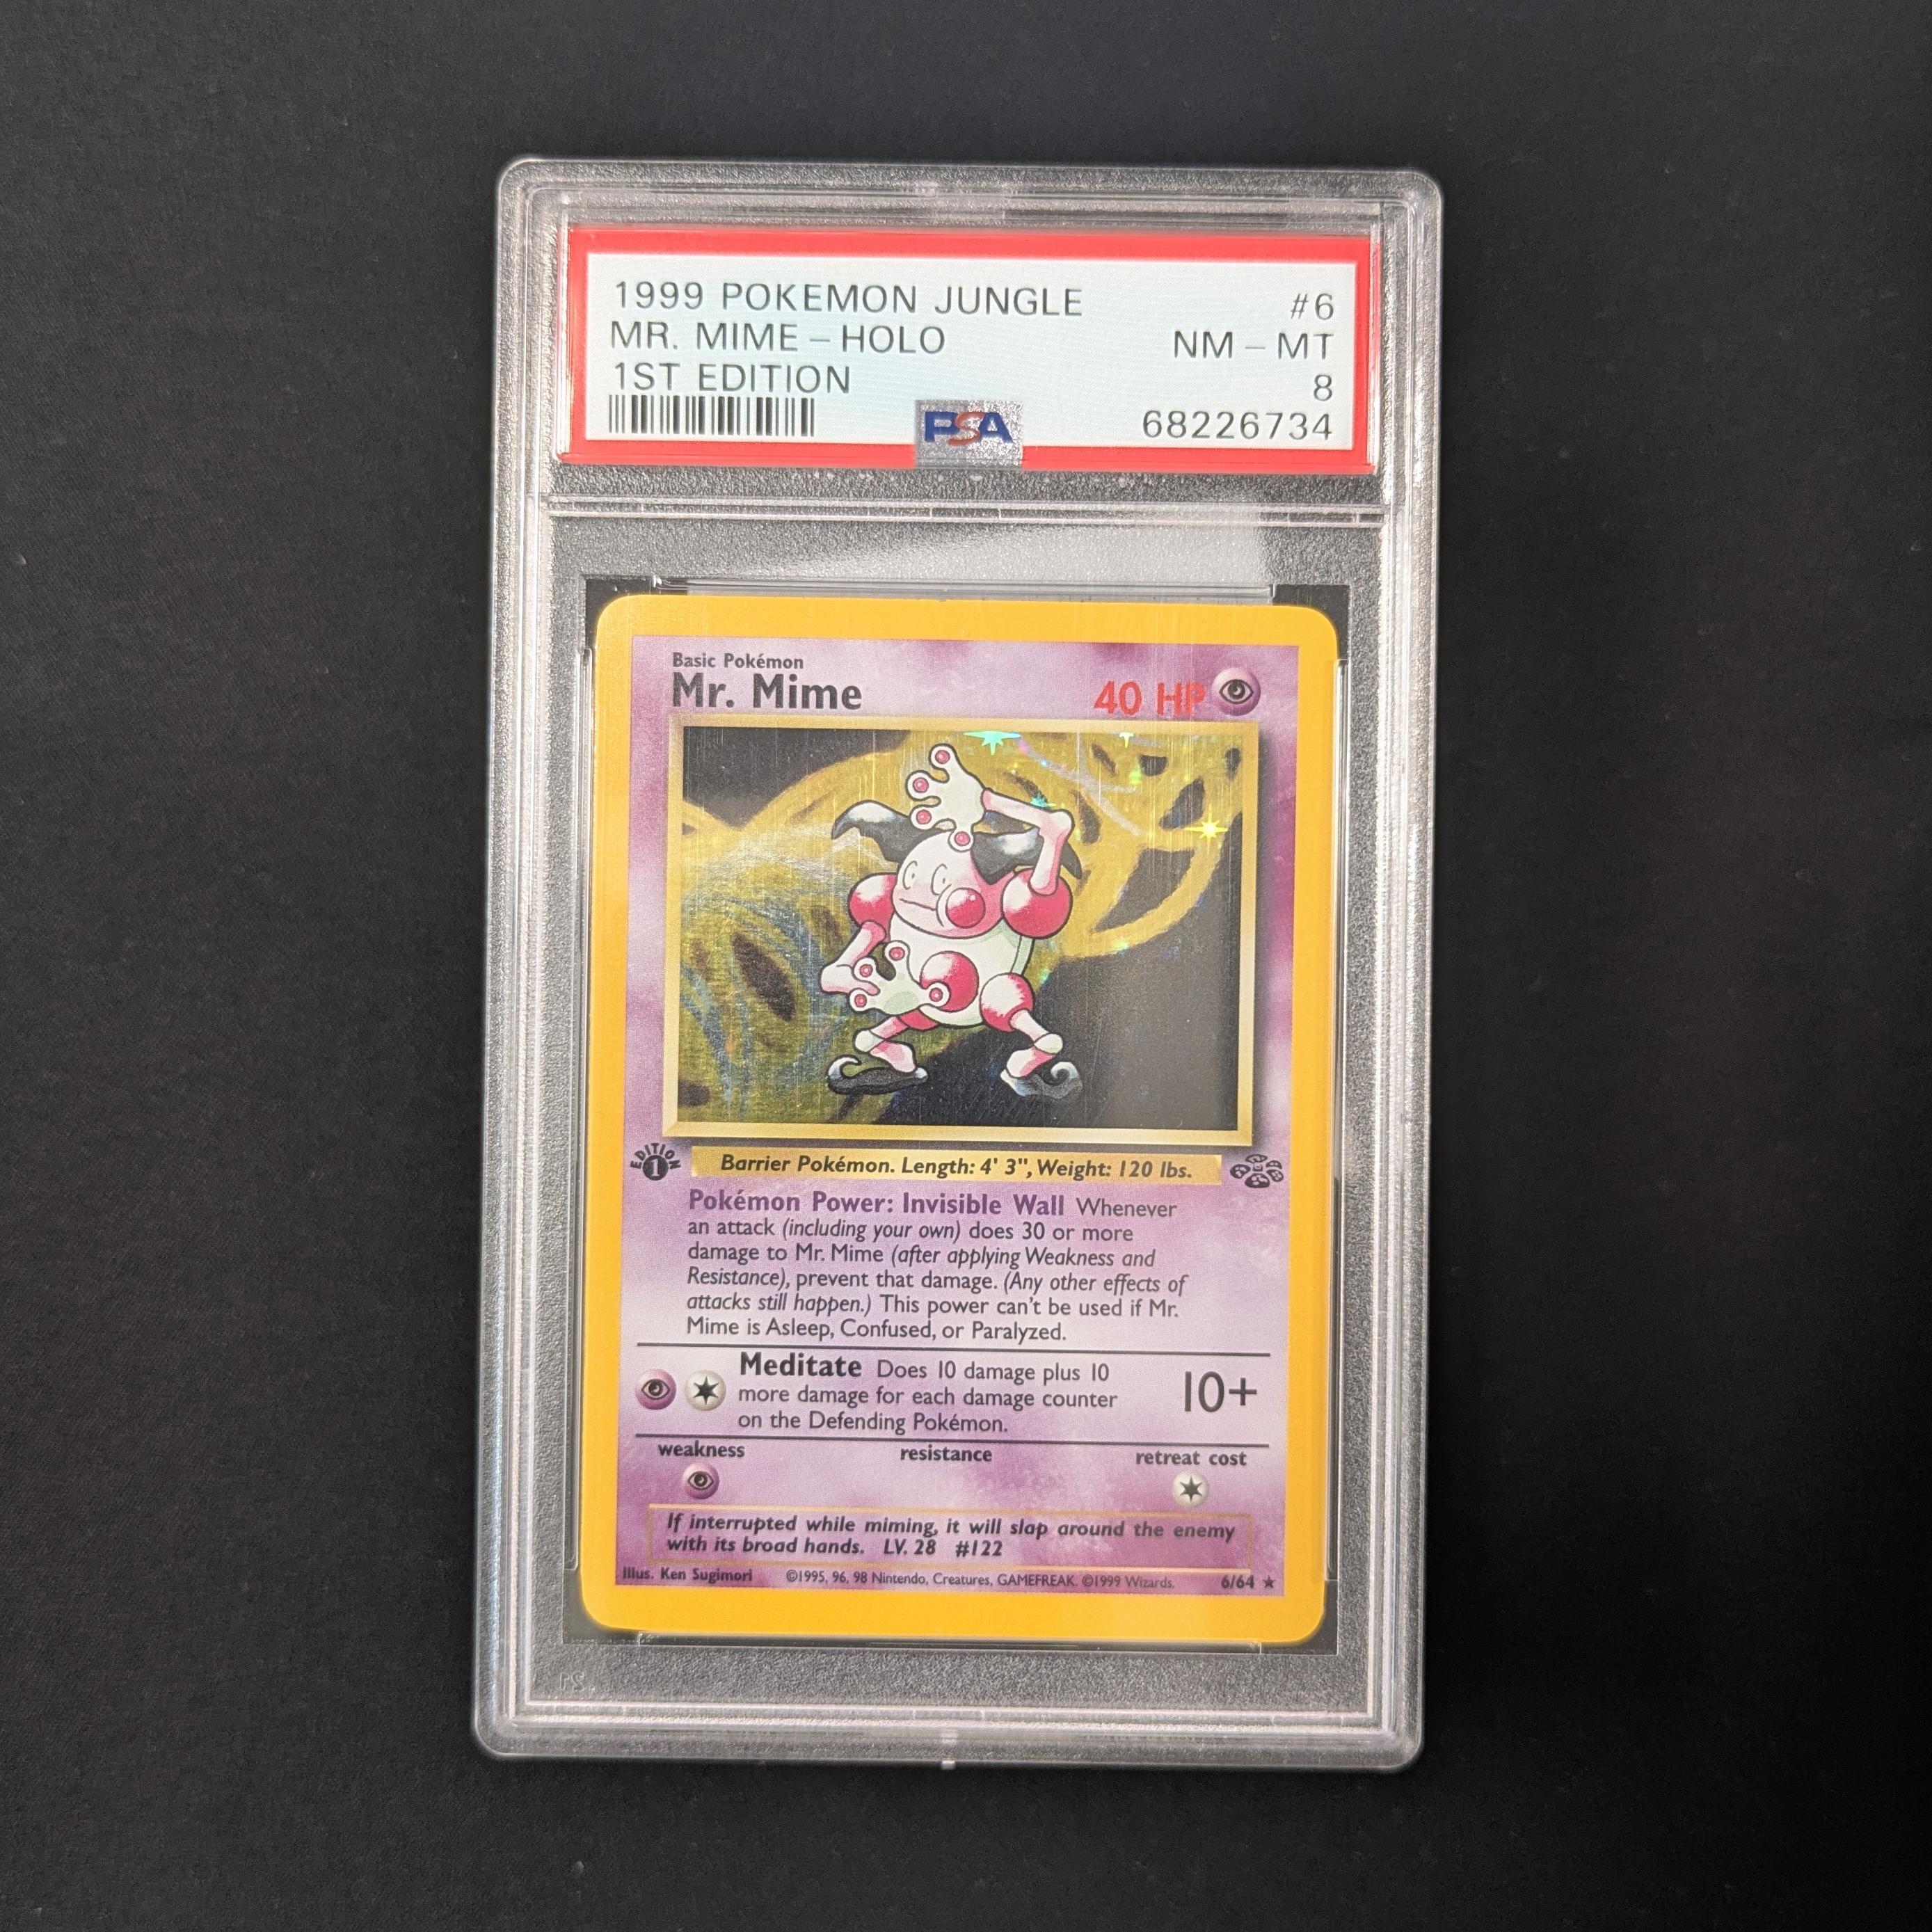 1999 POKEMON JUNGLE #6
MR. MIME - HOLO NM - MT
1ST EDITION 8
PSA 68226734
Basic Pokémon
Mr. Mime 40 HP
EDITION
1
Barrier Pokémon. Length: 4' 3", Weight: 120 lbs.
Pokémon Power: Invisible Wall Whenever
an attack (including your own) does 30 or more
damage to Mr. Mime (after applying Weakness and
Resistance), prevent that damage. (Any other effects of
attacks still happen.) This power can't be used if Mr.
Mime is Asleep, Confused, or Paralyzed.
Meditate Does 10 damage plus 10
more damage for each damage counter
on the Defending Pokémon.
10+
weakness resistance retreat cost
If interrupted while miming, it will slap around the enemy
with its broad hands. LV. 28 #122
Illus. Ken Sugimori ©1995, 96, 98 Nintendo, Creatures, GAMEFREAK. ©1999 Wizards. 6/64 ★